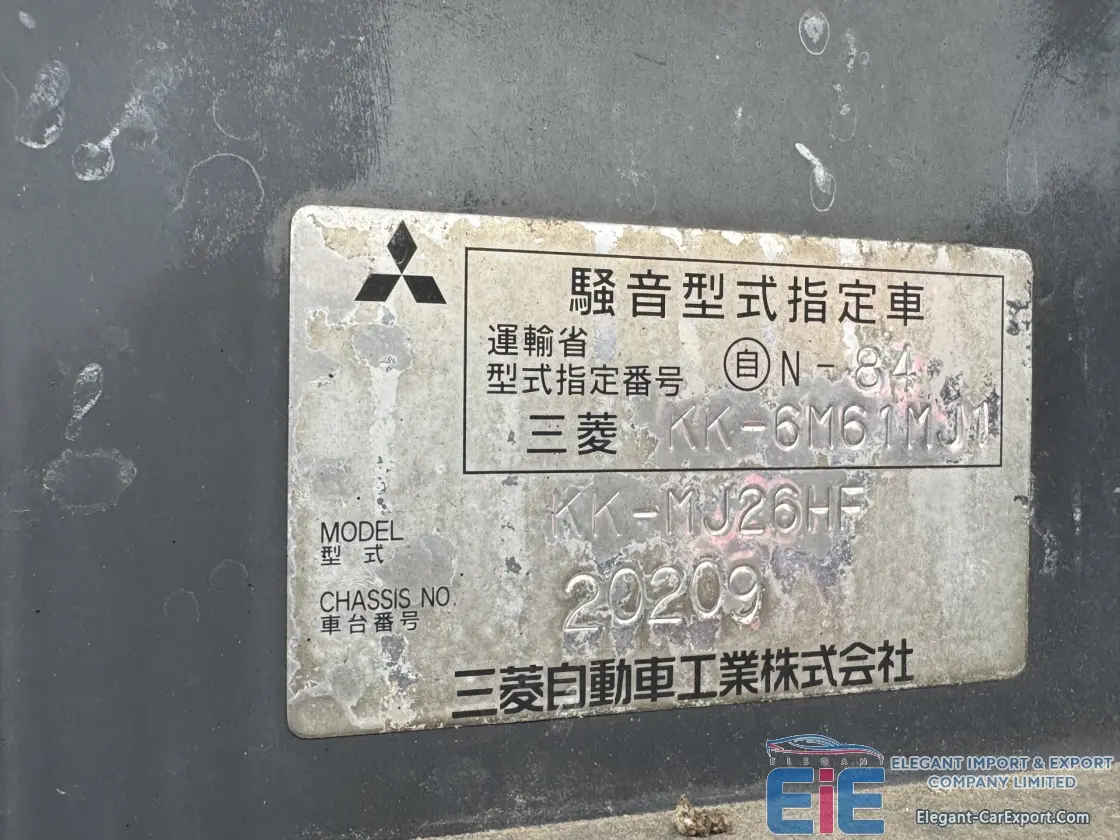 騒音型式指定車
運輸省
型式指定番号 自 N-84
三菱 KK-6M61MJ1
MODEL KK-MJ26HF
型式
CHASSIS NO. 20209
車台番号
三菱自動車工業株式会社
ELEGANT
EiE
ELEGANT IMPORT & EXPORT
COMPANY LIMITED
Elegant-CarExport.Com